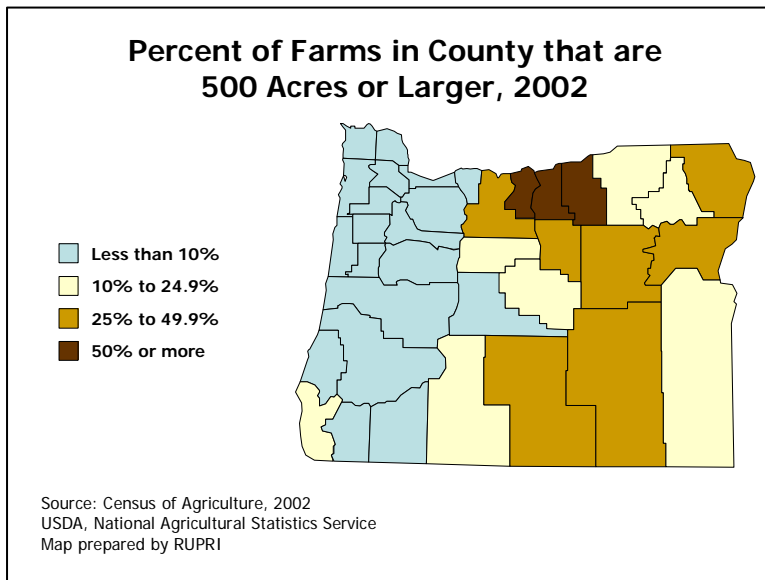 Percent of Farms in County that are
500 Acres or Larger, 2002
Less than 10%
10% to 24.9%
25% to 49.9%
50% or more
Source: Census of Agriculture, 2002
USDA, National Agricultural Statistics Service
Map prepared by RUPRI